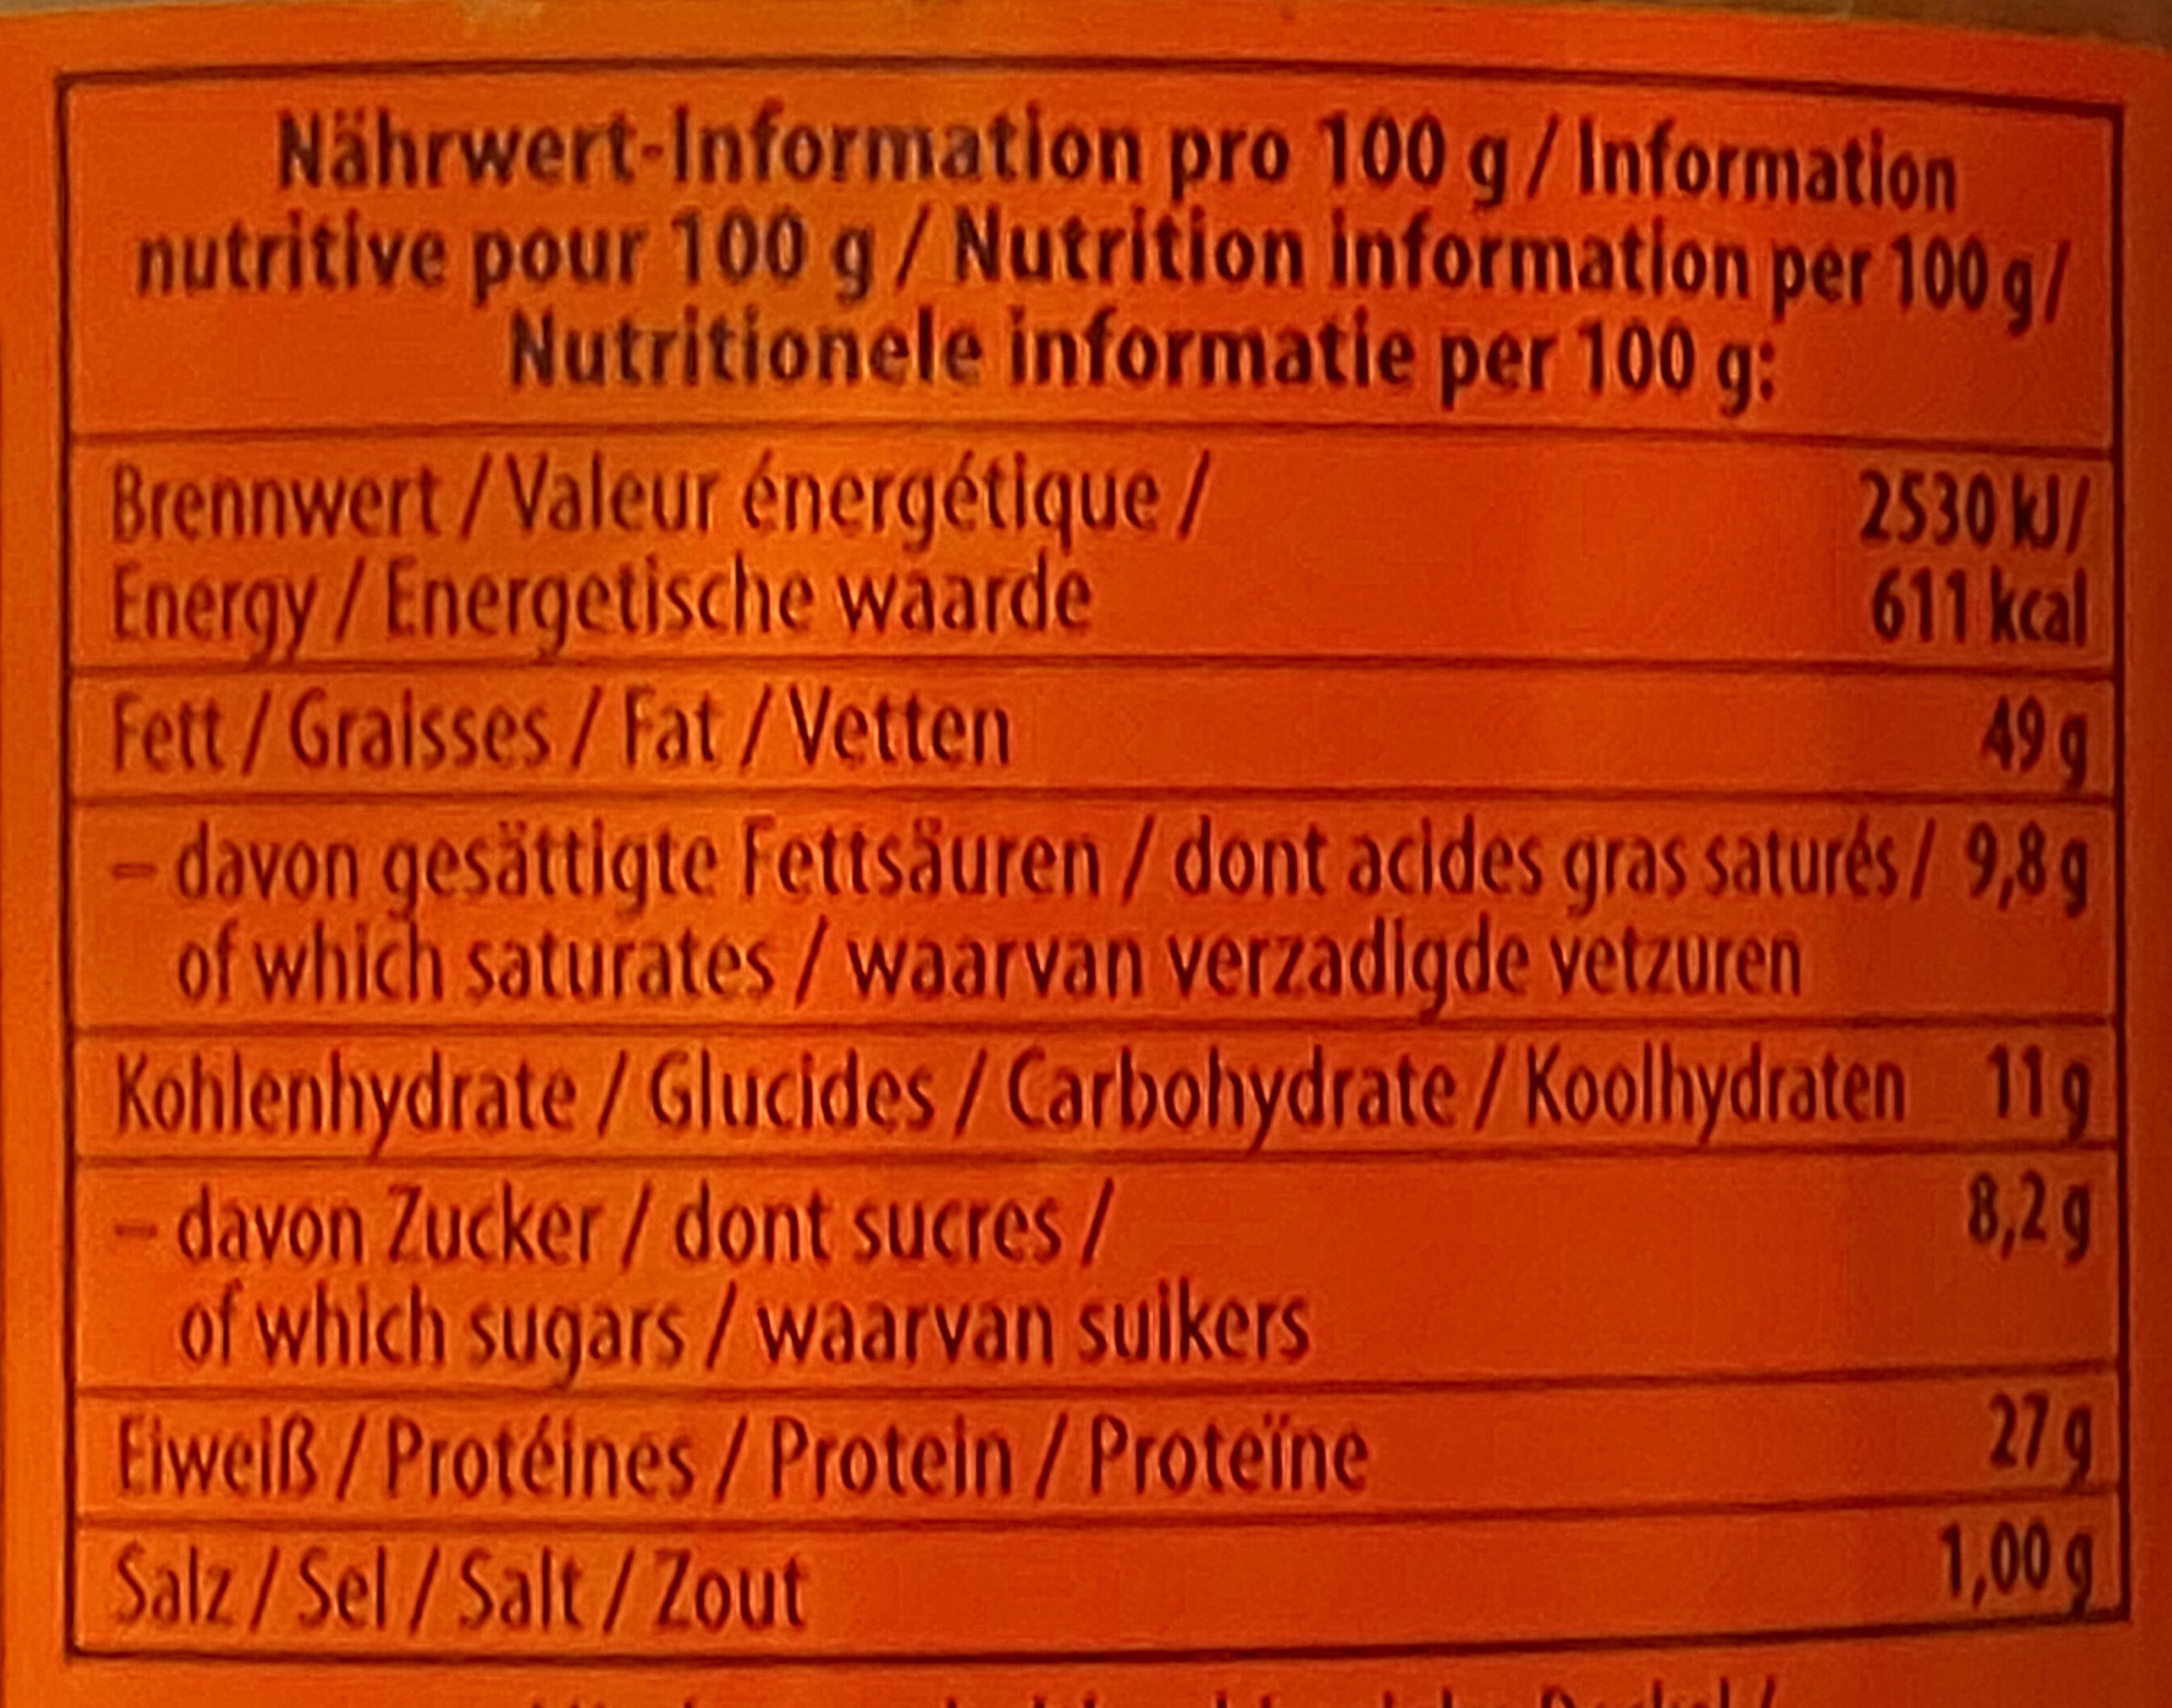 Nährwert-Information pro 100 g / Information
nutritive pour 100 g / Nutrition information per 100 g /
Nutritionele informatie per 100 g:
Brennwert / Valeur énergétique / 2530 kJ/
Energy / Energetische waarde 611 kcal
Fett / Graisses / Fat / Vetten 49 g
– davon gesättigte Fettsäuren / dont acides gras saturés / 9,8 g
of which saturates / waarvan verzadigde vetzuren
Kohlenhydrate / Glucides / Carbohydrate / Koolhydraten 11 g
– davon Zucker / dont sucres / 8,2 g
of which sugars / waarvan suikers
Eiweiß / Protéines / Protein / Proteïne 27 g
Salz / Sel / Salt / Zout 1,00 g